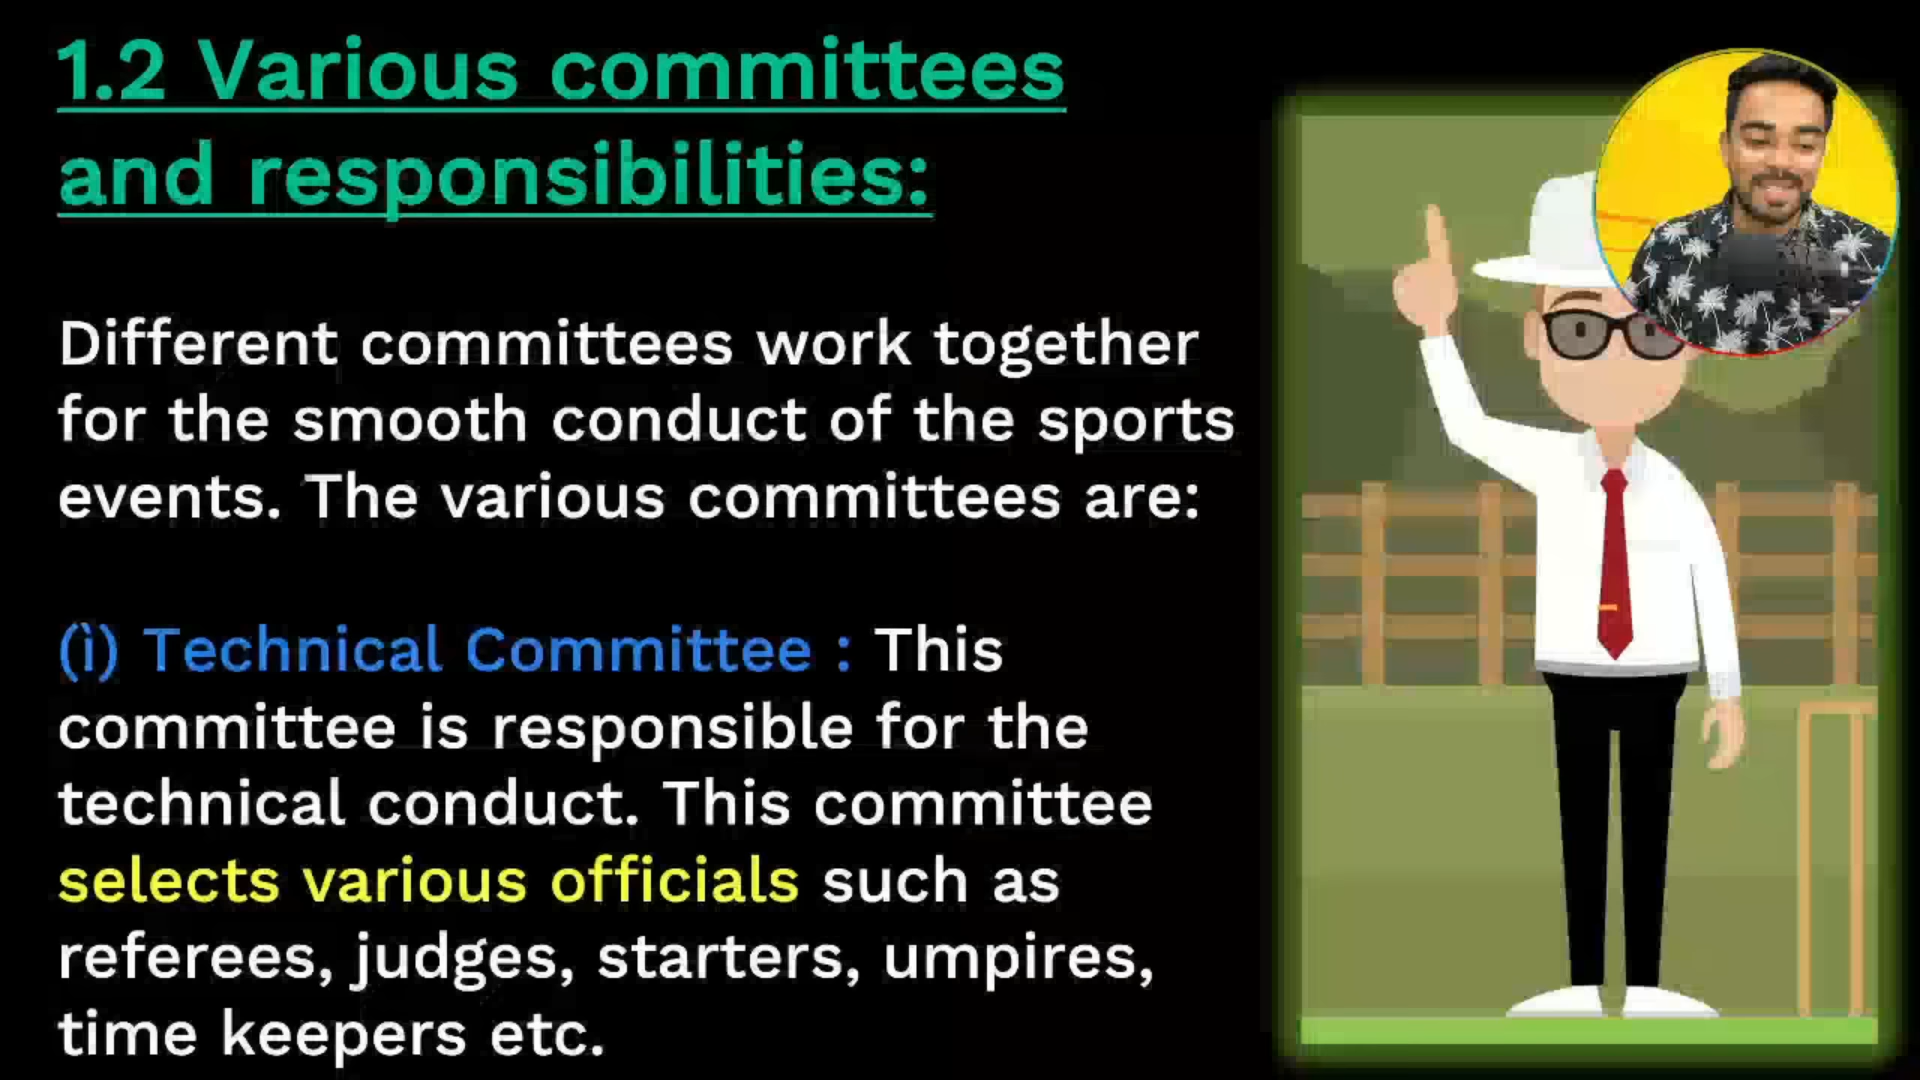 1.2 Various committees
and responsibilities:
Different committees work together
for the smooth conduct of the sports
events. The various committees are:
(i) Technical Committee : This
committee is responsible for the
technical conduct. This committee
selects various officials such as
referees, judges, starters, umpires,
time keepers etc.